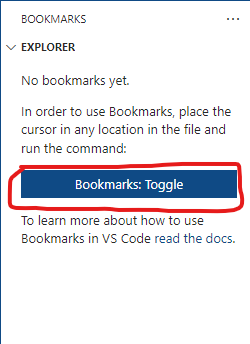 BOOKMARKS
EXPLORER
No bookmarks yet.
In order to use Bookmarks, place the
cursor in any location in the file and
run the command:
Bookmarks: Toggle
To learn more about how to use
Bookmarks in VS Code read the docs.